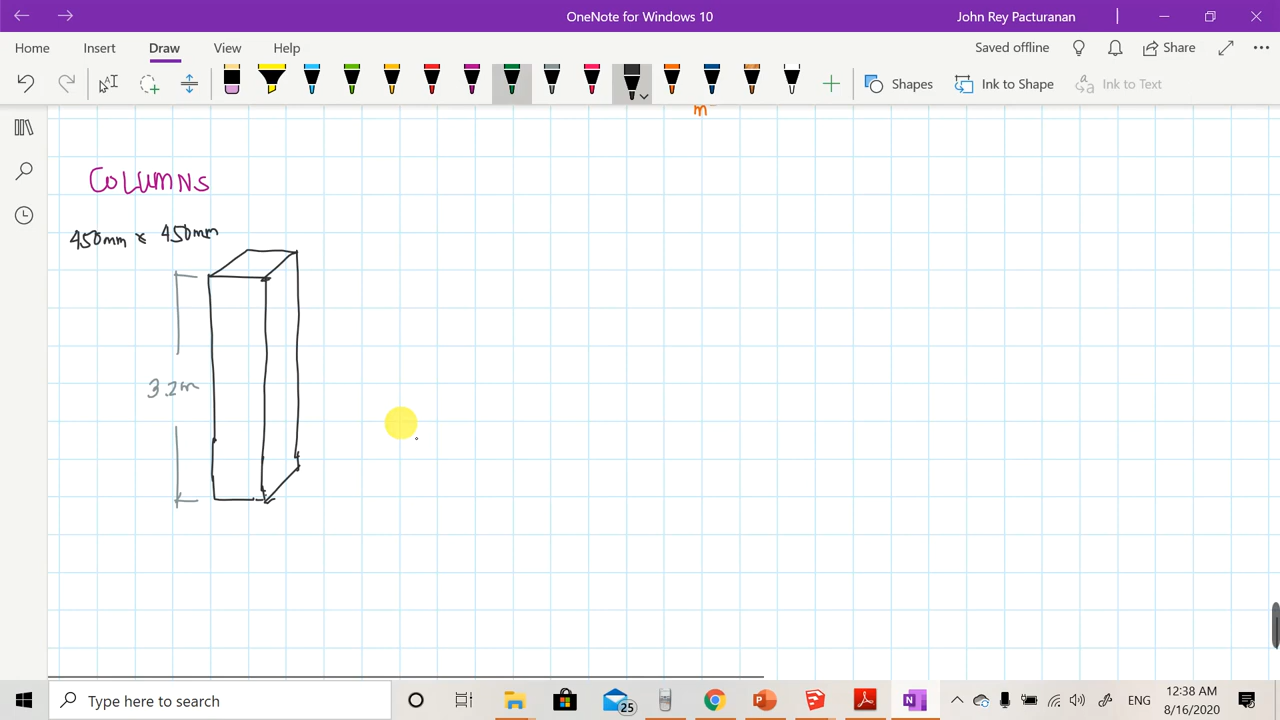 OneNote for Windows 10
John Rey Pacturanan
Home Insert Draw View Help
Saved offline
Share
Shapes
Ink to Shape
Ink to Text
m
COLUMNS
450mm x 450mm
3.2m
Type here to search
25
ENG
12:38 AM
8/16/2020